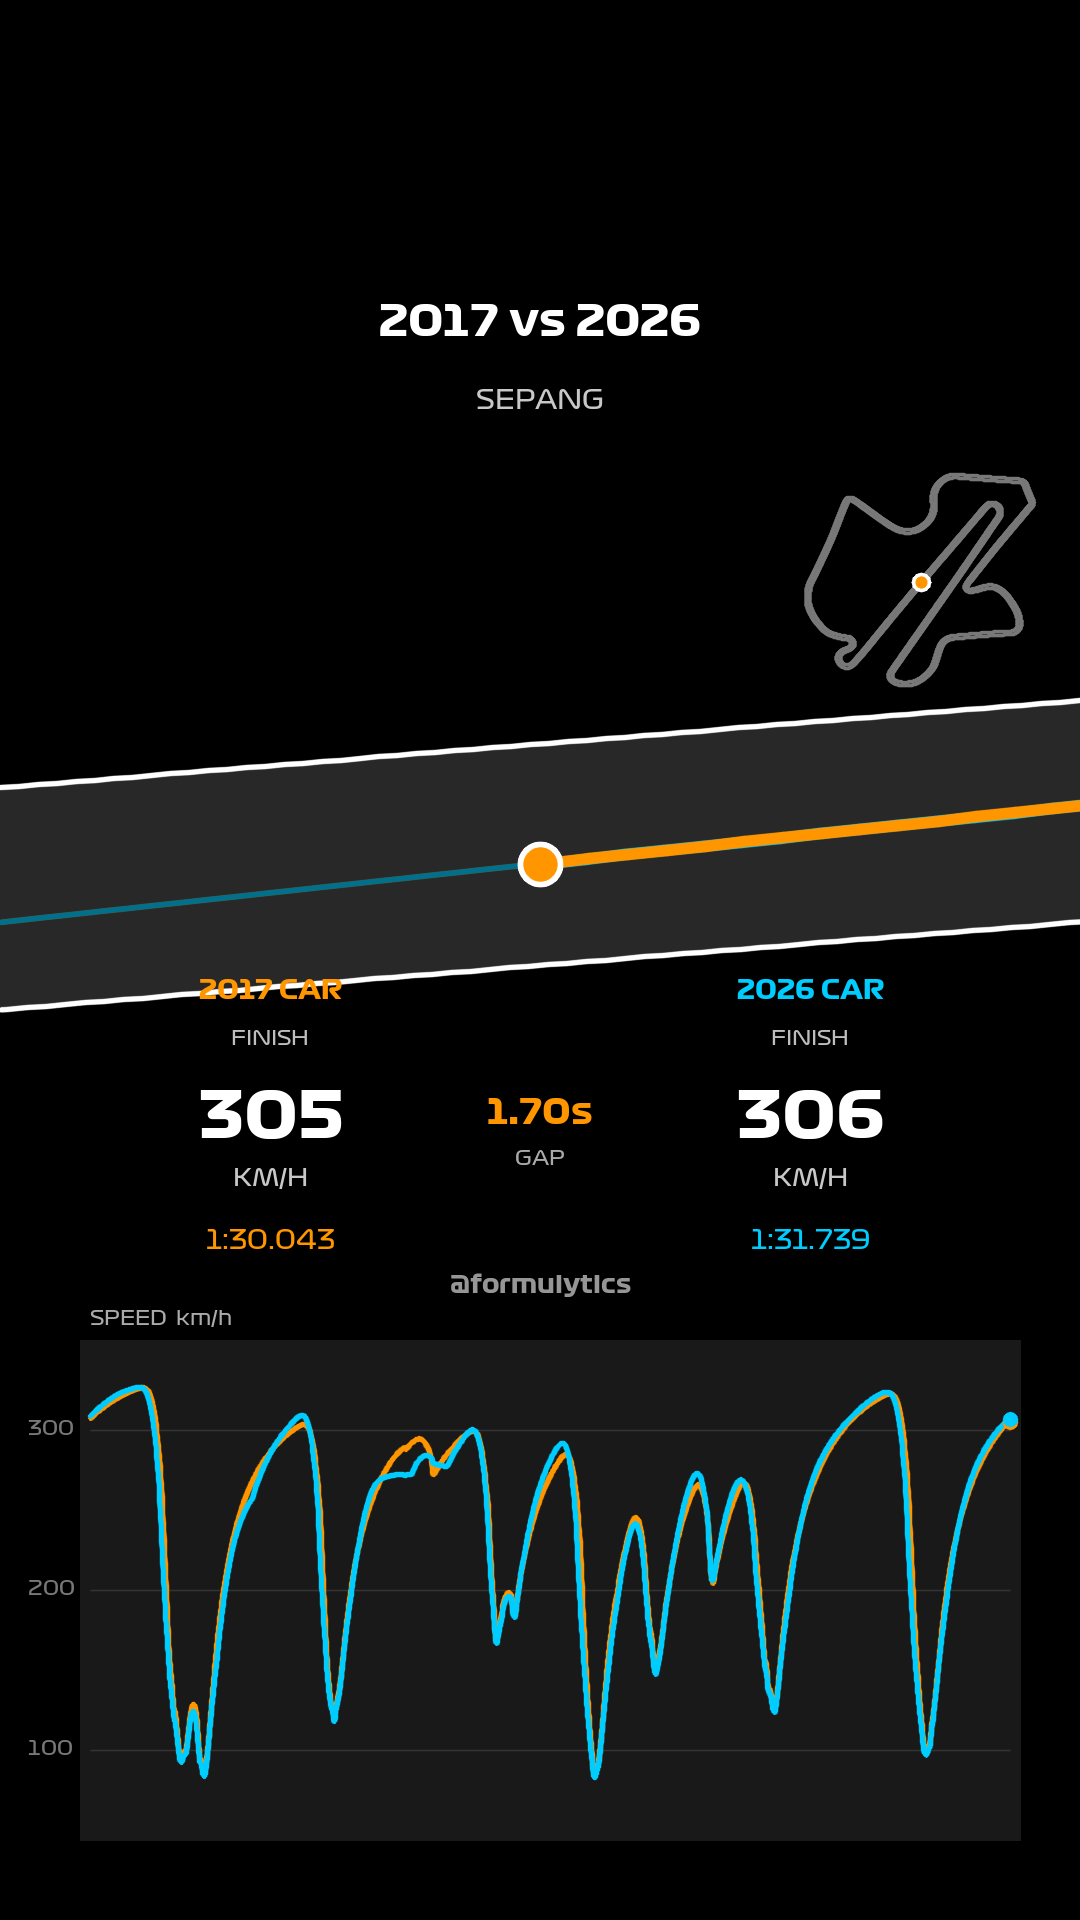 2017 vs 2026
SEPANG
2017 CAR
FINISH
305
KM/H
1:30.043
1.70s
GAP
2026 CAR
FINISH
306
KM/H
1:31.739
@formulytics
SPEED km/h
300
200
100